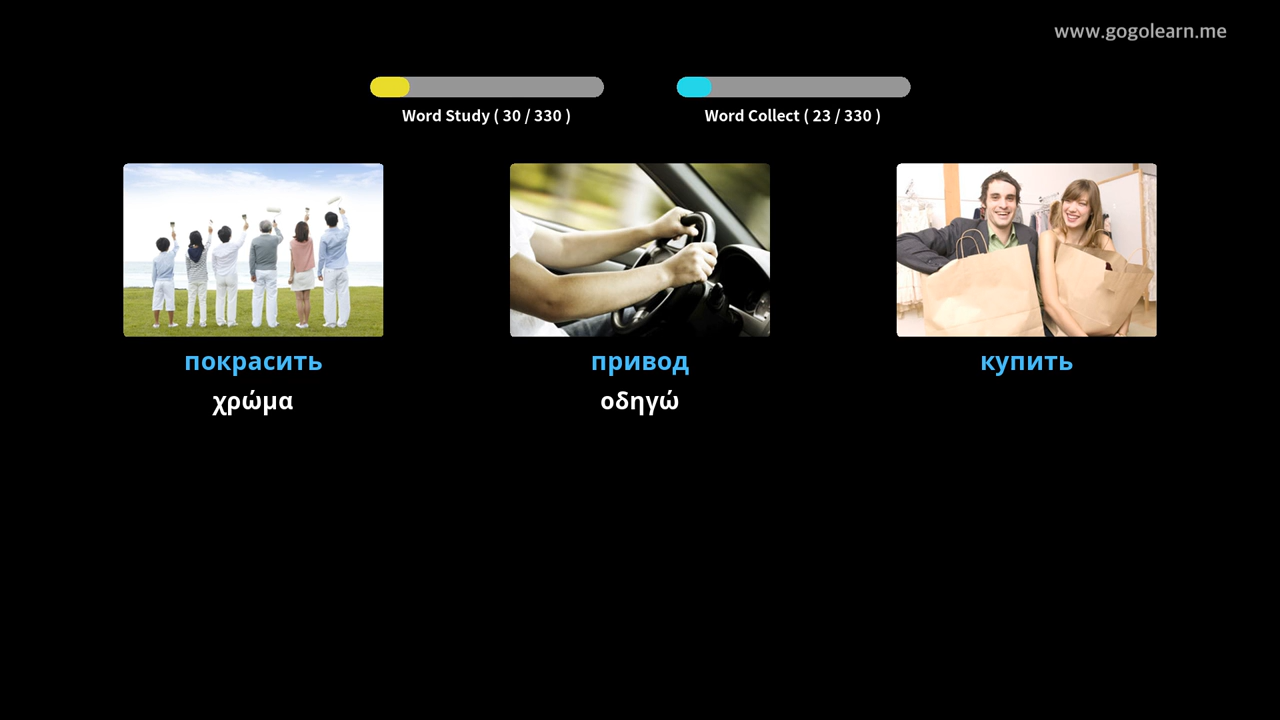 www.gogolearn.me
Word Study ( 30 / 330 )
Word Collect ( 23 / 330 )
покрасить
привод
купить
χρώμα
οδηγώ